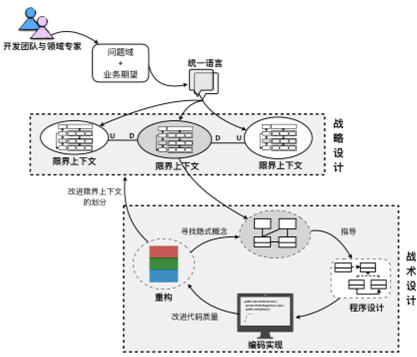 开发团队与领域专家
问题域
+
业务期望
统一语言
战略设计
U D
D U
限界上下文
限界上下文
限界上下文
改进限界上下文
的划分
寻找隐式概念
指导
战术设计
重构
程序设计
改进代码质量
编码实现